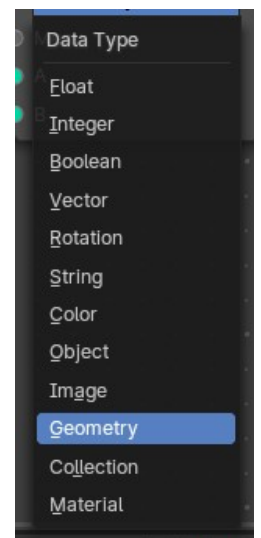 Data Type
Float
Integer
Boolean
Vector
Rotation
String
Color
Object
Image
Geometry
Collection
Material